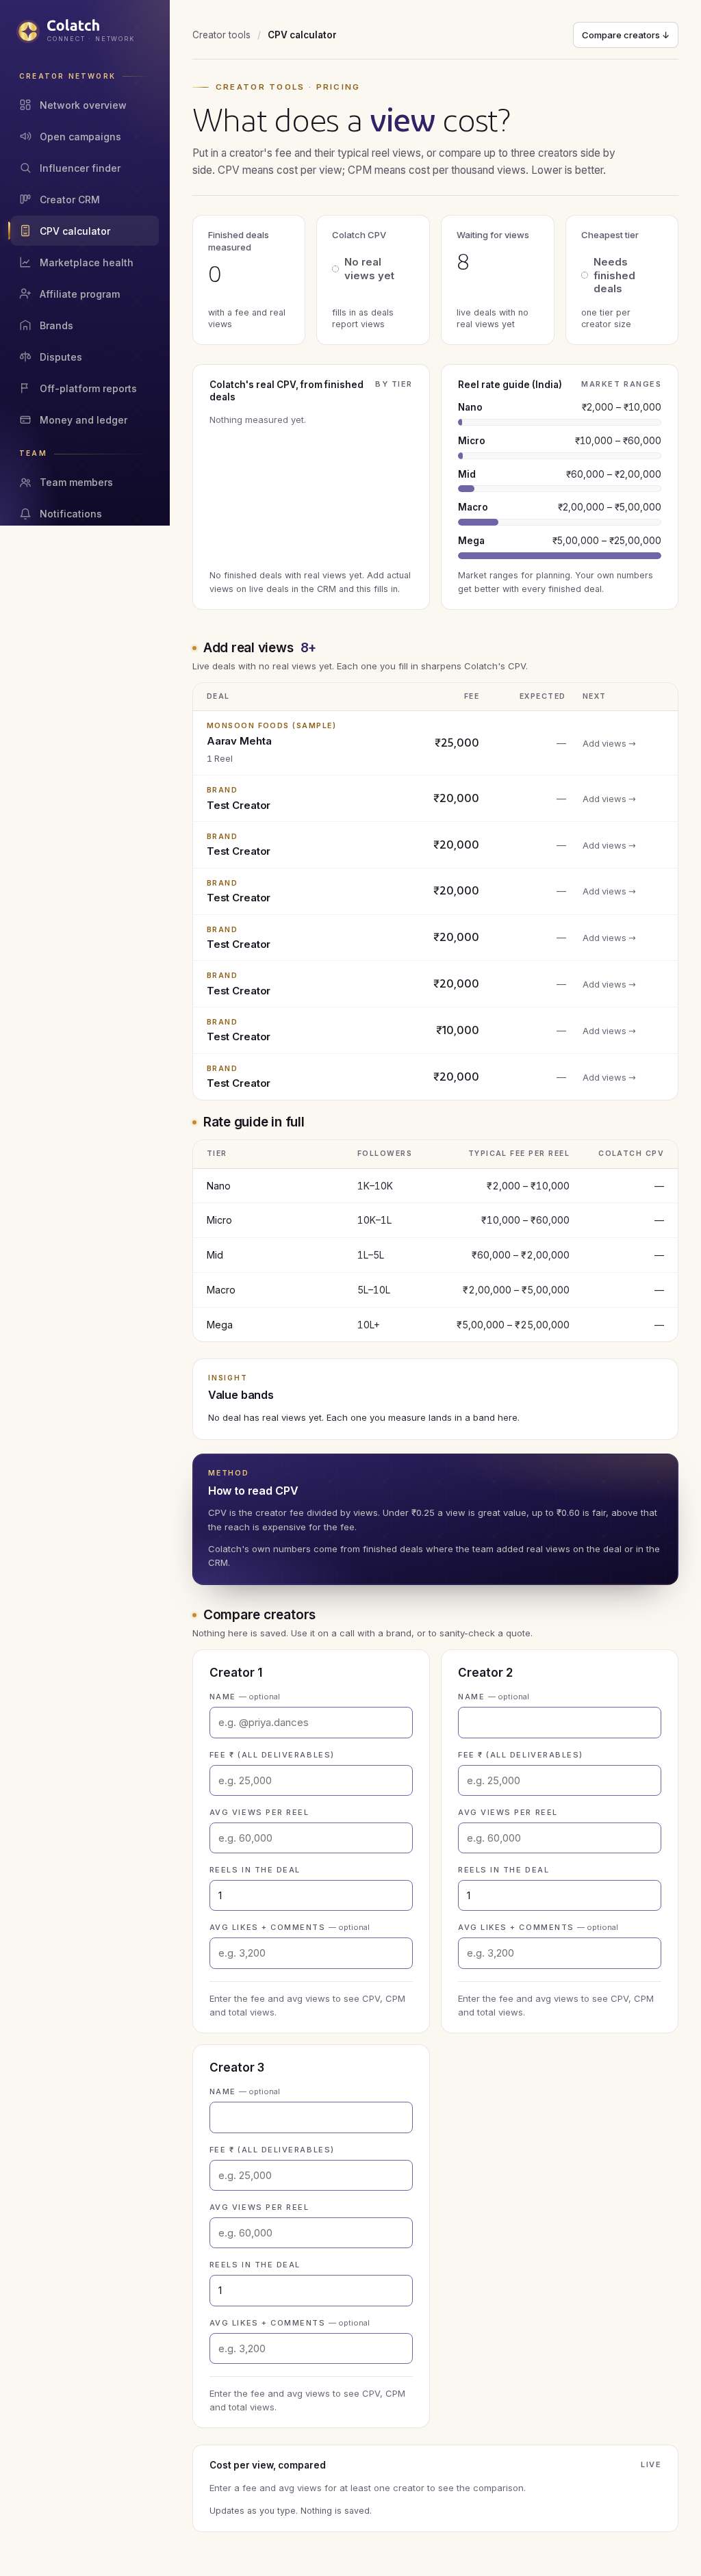 Colatch
CONNECT · NETWORK
CREATOR NETWORK
Network overview
Open campaigns
Influencer finder
Creator CRM
CPV calculator
Marketplace health
Affiliate program
Brands
Disputes
Off-platform reports
Money and ledger
TEAM
Team members
Notifications
Creator tools / CPV calculator
Compare creators ↓
CREATOR TOOLS · PRICING
What does a view cost?
Put in a creator's fee and their typical reel views, or compare up to three creators side by
side. CPV means cost per view; CPM means cost per thousand views. Lower is better.
Finished deals
measured
0
with a fee and real
views
Colatch CPV
No real
views yet
fills in as deals
report views
Waiting for views
8
live deals with no
real views yet
Cheapest tier
Needs
finished
deals
one tier per
creator size
Colatch's real CPV, from finished
deals
BY TIER
Nothing measured yet.
No finished deals with real views yet. Add actual
views on live deals in the CRM and this fills in.
Reel rate guide (India) MARKET RANGES
Nano ₹2,000 – ₹10,000
Micro ₹10,000 – ₹60,000
Mid ₹60,000 – ₹2,00,000
Macro ₹2,00,000 – ₹5,00,000
Mega ₹5,00,000 – ₹25,00,000
Market ranges for planning. Your own numbers
get better with every finished deal.
Add real views 8+
Live deals with no real views yet. Each one you fill in sharpens Colatch's CPV.
DEAL FEE EXPECTED NEXT
MONSOON FOODS (SAMPLE)
Aarav Mehta ₹25,000 — Add views →
1 Reel
BRAND
Test Creator ₹20,000 — Add views →
BRAND
Test Creator ₹20,000 — Add views →
BRAND
Test Creator ₹20,000 — Add views →
BRAND
Test Creator ₹20,000 — Add views →
BRAND
Test Creator ₹20,000 — Add views →
BRAND
Test Creator ₹10,000 — Add views →
BRAND
Test Creator ₹20,000 — Add views →
Rate guide in full
TIER FOLLOWERS TYPICAL FEE PER REEL COLATCH CPV
Nano 1K–10K ₹2,000 – ₹10,000 —
Micro 10K–1L ₹10,000 – ₹60,000 —
Mid 1L–5L ₹60,000 – ₹2,00,000 —
Macro 5L–10L ₹2,00,000 – ₹5,00,000 —
Mega 10L+ ₹5,00,000 – ₹25,00,000 —
INSIGHT
Value bands
No deal has real views yet. Each one you measure lands in a band here.
METHOD
How to read CPV
CPV is the creator fee divided by views. Under ₹0.25 a view is great value, up to ₹0.60 is fair, above that
the reach is expensive for the fee.
Colatch's own numbers come from finished deals where the team added real views on the deal or in the
CRM.
Compare creators
Nothing here is saved. Use it on a call with a brand, or to sanity-check a quote.
Creator 1
NAME — optional
e.g. @priya.dances
FEE ₹ (ALL DELIVERABLES)
e.g. 25,000
AVG VIEWS PER REEL
e.g. 60,000
REELS IN THE DEAL
1
AVG LIKES + COMMENTS — optional
e.g. 3,200
Enter the fee and avg views to see CPV, CPM
and total views.
Creator 2
NAME — optional
FEE ₹ (ALL DELIVERABLES)
e.g. 25,000
AVG VIEWS PER REEL
e.g. 60,000
REELS IN THE DEAL
1
AVG LIKES + COMMENTS — optional
e.g. 3,200
Enter the fee and avg views to see CPV, CPM
and total views.
Creator 3
NAME — optional
FEE ₹ (ALL DELIVERABLES)
e.g. 25,000
AVG VIEWS PER REEL
e.g. 60,000
REELS IN THE DEAL
1
AVG LIKES + COMMENTS — optional
e.g. 3,200
Enter the fee and avg views to see CPV, CPM
and total views.
Cost per view, compared LIVE
Enter a fee and avg views for at least one creator to see the comparison.
Updates as you type. Nothing is saved.